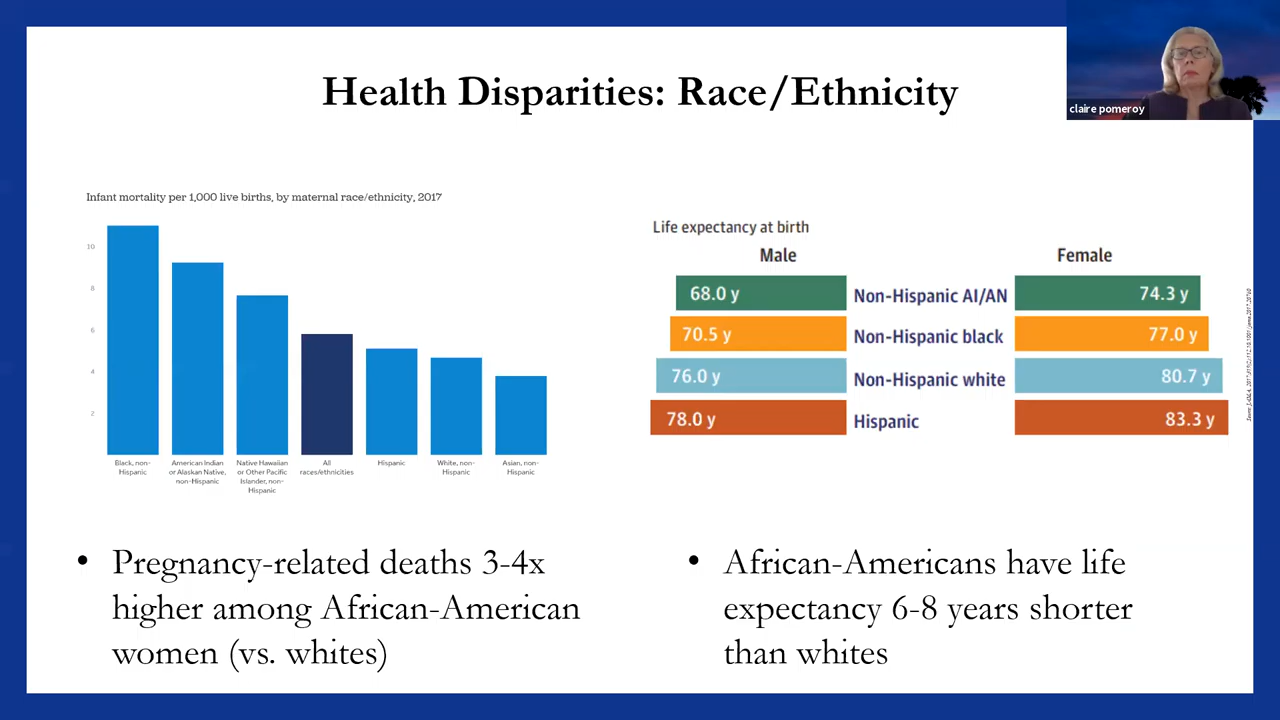 Health Disparities: Race/Ethnicity
claire pomeroy
Infant mortality per 1,000 live births, by maternal race/ethnicity, 2017
10
8
6
4
2
Black, non-
Hispanic
American Indian
or Alaskan Native,
non-Hispanic
Native Hawaiian
or Other Pacific
Islander, non-
Hispanic
All
races/ethnicities
Hispanic
White, non-
Hispanic
Asian, non-
Hispanic
Life expectancy at birth
Male
Female
68.0 y
Non-Hispanic AI/AN
74.3 y
70.5 y
Non-Hispanic black
77.0 y
76.0 y
Non-Hispanic white
80.7 y
78.0 y
Hispanic
83.3 y
• Pregnancy-related deaths 3-4x
higher among African-American
women (vs. whites)
• African-Americans have life
expectancy 6-8 years shorter
than whites